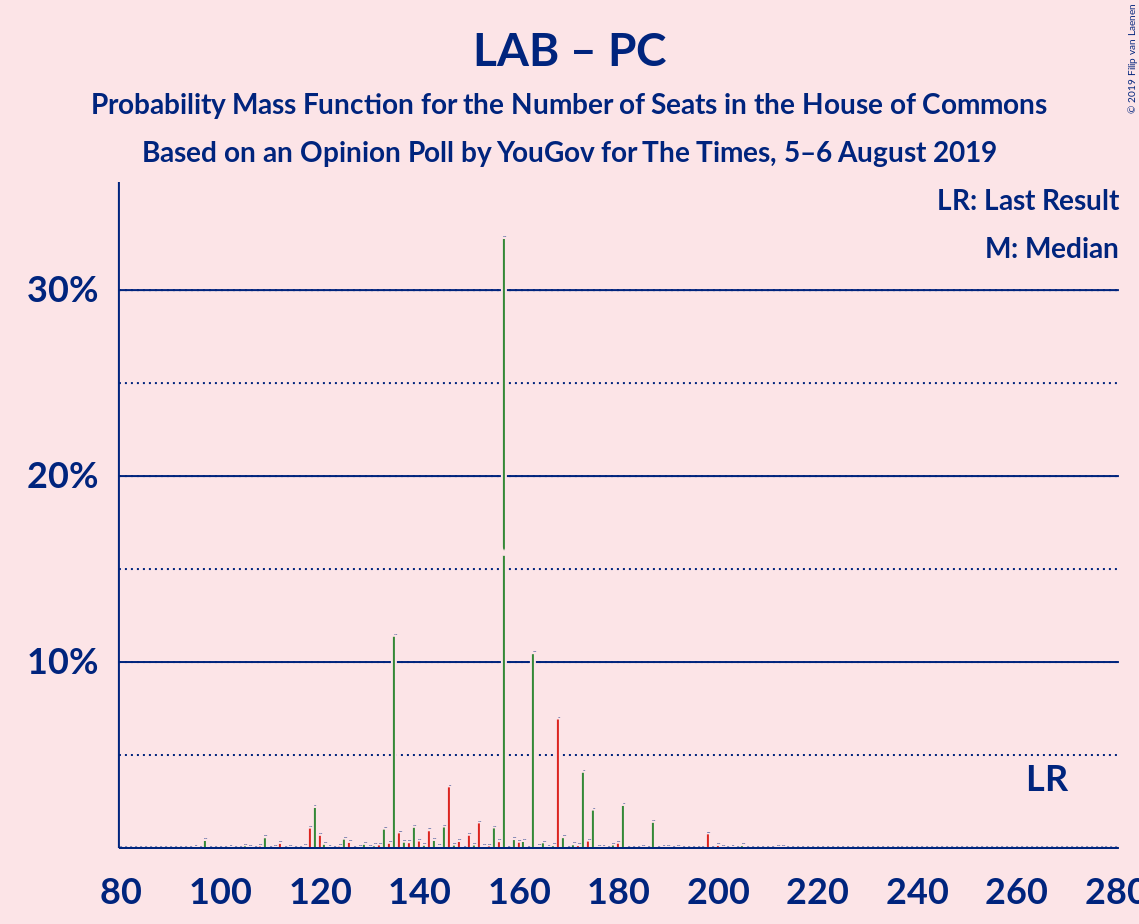 LAB – PC
Probability Mass Function for the Number of Seats in the House of Commons
Based on an Opinion Poll by YouGov for The Times, 5–6 August 2019
© 2019 Filip van Laenen
LR: Last Result
M: Median
30%
20%
10%
LR
80 100 120 140 160 180 200 220 240 260 280